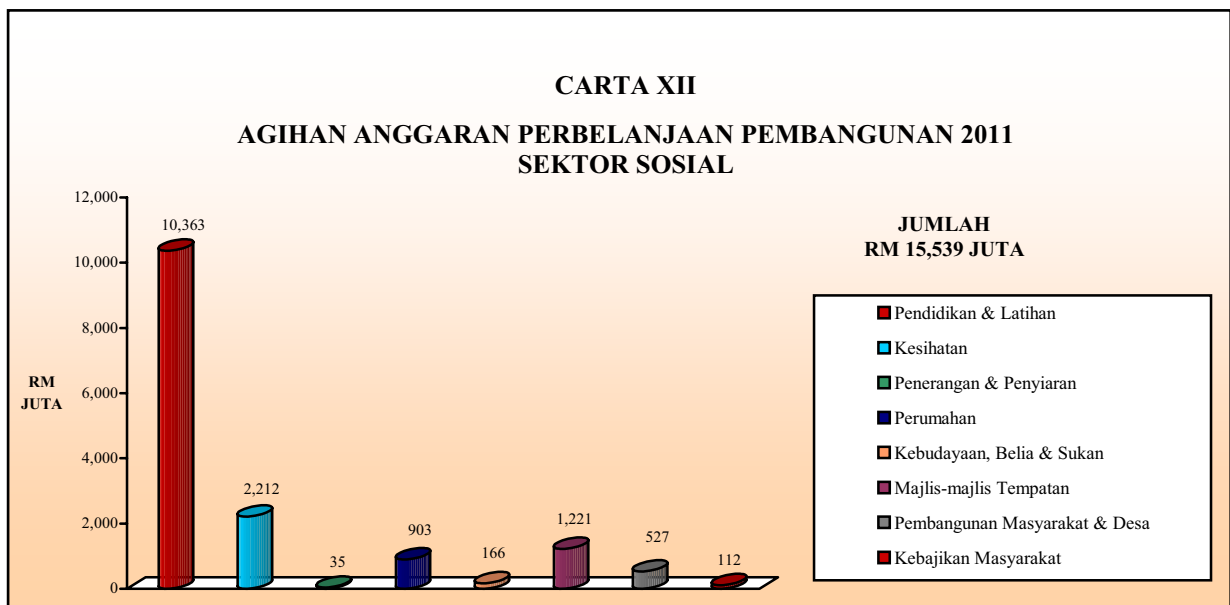 CARTA XII
AGIHAN ANGGARAN PERBELANJAAN PEMBANGUNAN 2011
SEKTOR SOSIAL
JUMLAH
RM 15,539 JUTA
RM
JUTA
12,000
10,000
8,000
6,000
4,000
2,000
0
10,363
2,212
35
903
166
1,221
527
112
Pendidikan & Latihan
Kesihatan
Penerangan & Penyiaran
Perumahan
Kebudayaan, Belia & Sukan
Majlis-majlis Tempatan
Pembangunan Masyarakat & Desa
Kebajikan Masyarakat